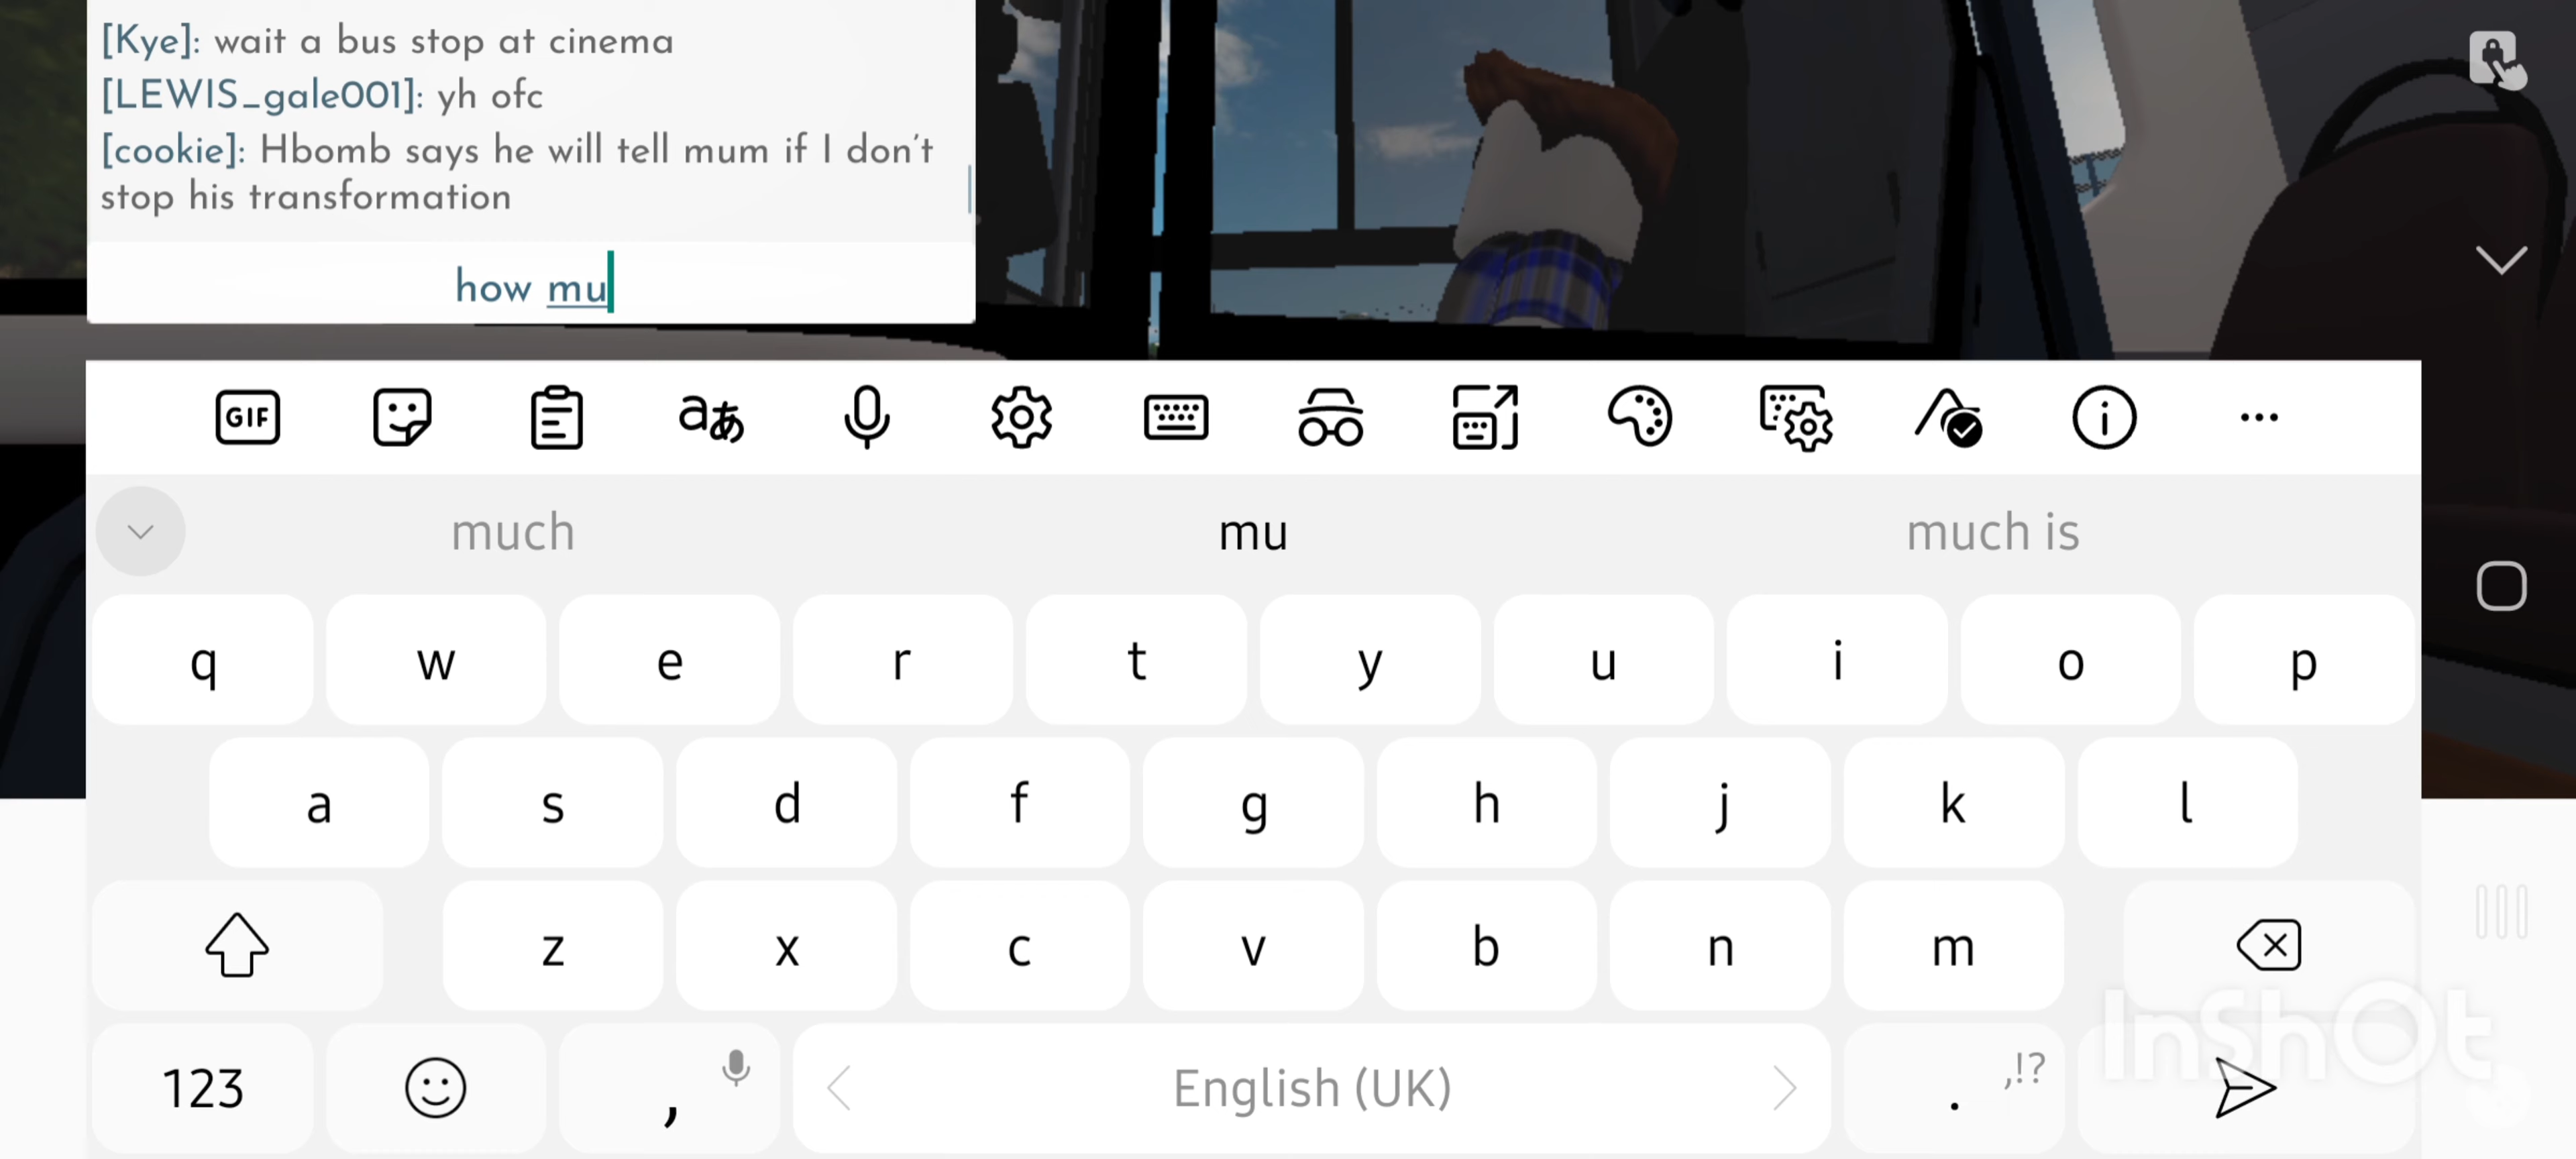 [Kye]: wait a bus stop at cinema
[LEWIS_gale001]: yh ofc
[cookie]: Hbomb says he will tell mum if I don't
stop his transformation
how mu
GIF
aあ
much mu much is
q w e r t y u i o p
a s d f g h j k l
z x c v b n m
InShOt
123 , English (UK) . ,!?